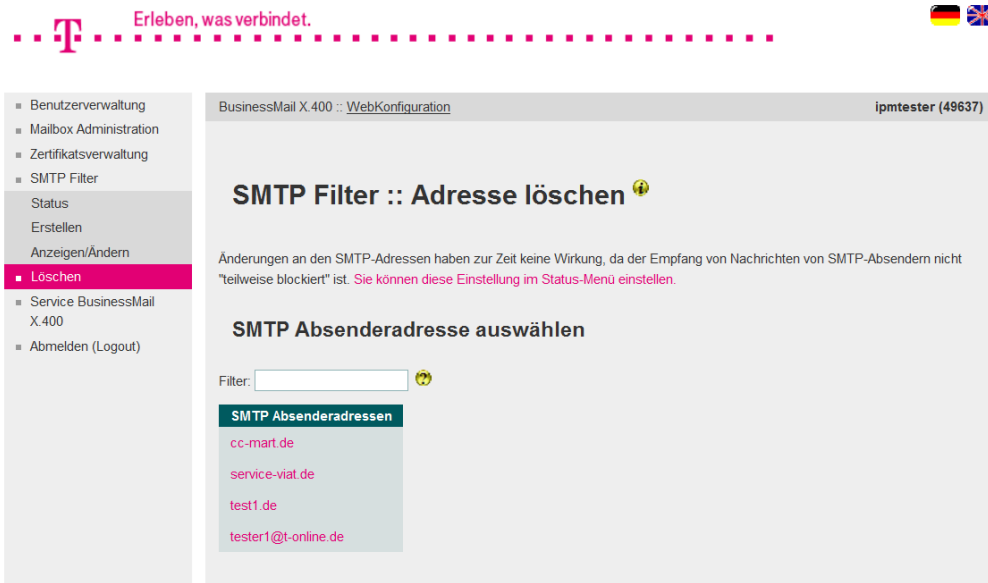 Erleben, was verbindet.
T
Benutzerverwaltung
Mailbox Administration
Zertifikatsverwaltung
SMTP Filter
Status
Erstellen
Anzeigen/Ändern
Löschen
Service BusinessMail
X.400
Abmelden (Logout)
BusinessMail X.400 :: WebKonfiguration
ipmtester (49637)
SMTP Filter :: Adresse löschen
Änderungen an den SMTP-Adressen haben zur Zeit keine Wirkung, da der Empfang von Nachrichten von SMTP-Absendern nicht
"teilweise blockiert" ist. Sie können diese Einstellung im Status-Menü einstellen.
SMTP Absenderadresse auswählen
Filter:
SMTP Absenderadressen
cc-mart.de
service-viat.de
test1.de
tester1@t-online.de